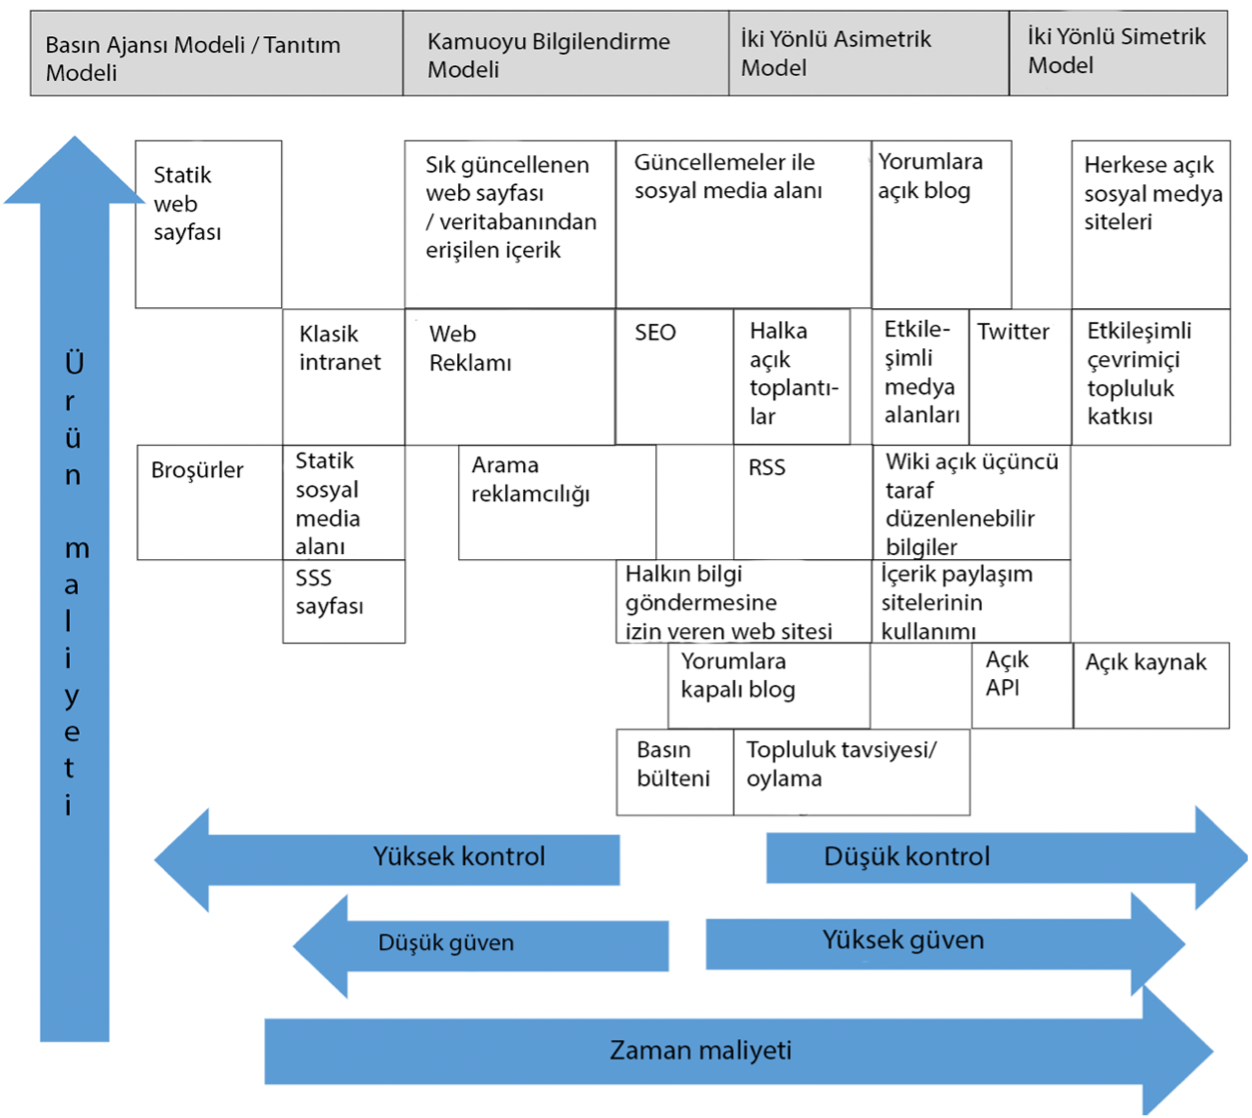 Basın Ajansı Modeli / Tanıtım
Modeli
Kamuoyu Bilgilendirme
Modeli
İki Yönlü Asimetrik
Model
İki Yönlü Simetrik
Model
Statik
web
sayfası
Sık güncellenen
web sayfası
/ veritabanından
erişilen içerik
Güncellemeler ile
sosyal media alanı
Yorumlara
açık blog
Herkese açık
sosyal medya
siteleri
Klasik
intranet
Web
Reklamı
SEO
Halka
açık
toplantı-
lar
Etkile-
şimli
medya
alanları
Twitter
Etkileşimli
çevrimiçi
topluluk
katkısı
Broşürler
Statik
sosyal
media
alanı
Arama
reklamcılığı
RSS
Wiki açık üçüncü
taraf
düzenlenebilir
bilgiler
SSS
sayfası
Halkın bilgi
göndermesine
izin veren web sitesi
İçerik paylaşım
sitelerinin
kullanımı
Yorumlara
kapalı blog
Açık
API
Açık kaynak
Basın
bülteni
Topluluk tavsiyesi/
oylama
Ürün maliyeti
Yüksek kontrol
Düşük kontrol
Düşük güven
Yüksek güven
Zaman maliyeti